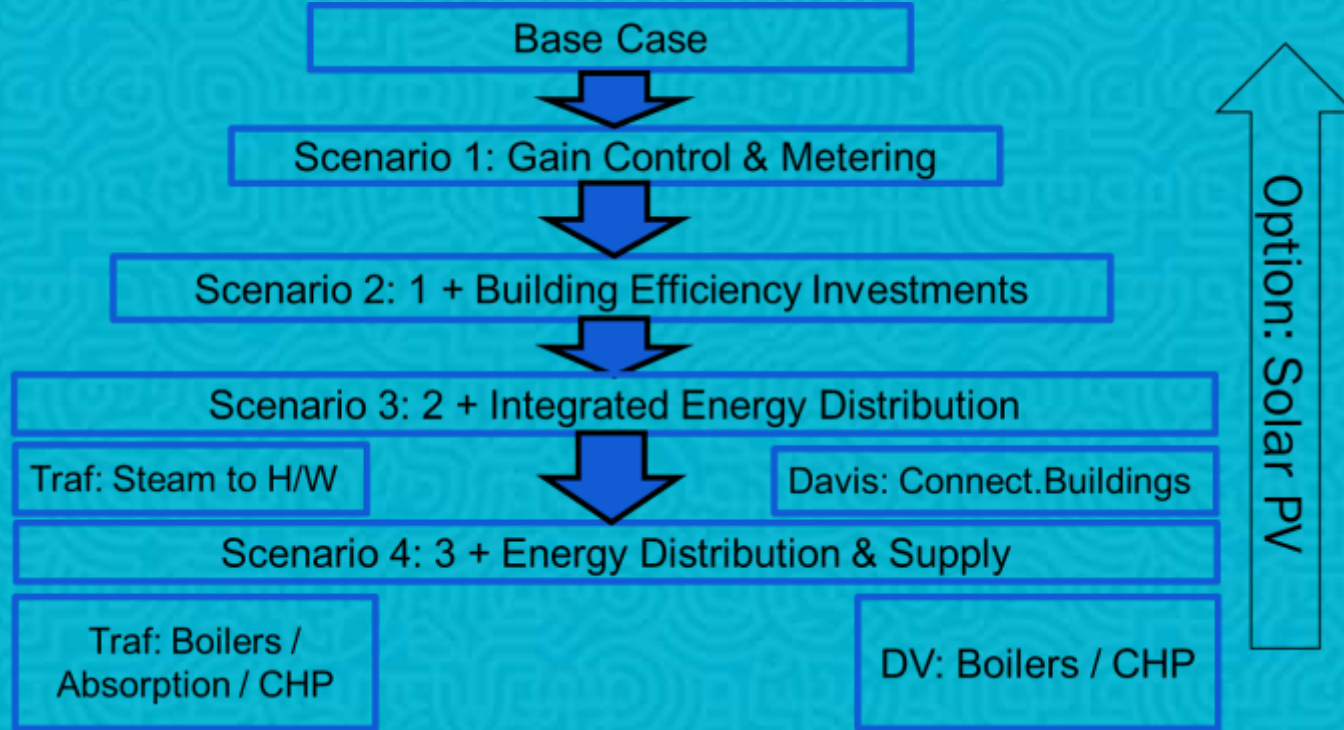 Base Case
Scenario 1: Gain Control & Metering
Scenario 2: 1 + Building Efficiency Investments
Scenario 3: 2 + Integrated Energy Distribution
Traf: Steam to H/W
Davis: Connect.Buildings
Scenario 4: 3 + Energy Distribution & Supply
Traf: Boilers /
Absorption / CHP
DV: Boilers / CHP
Option: Solar PV